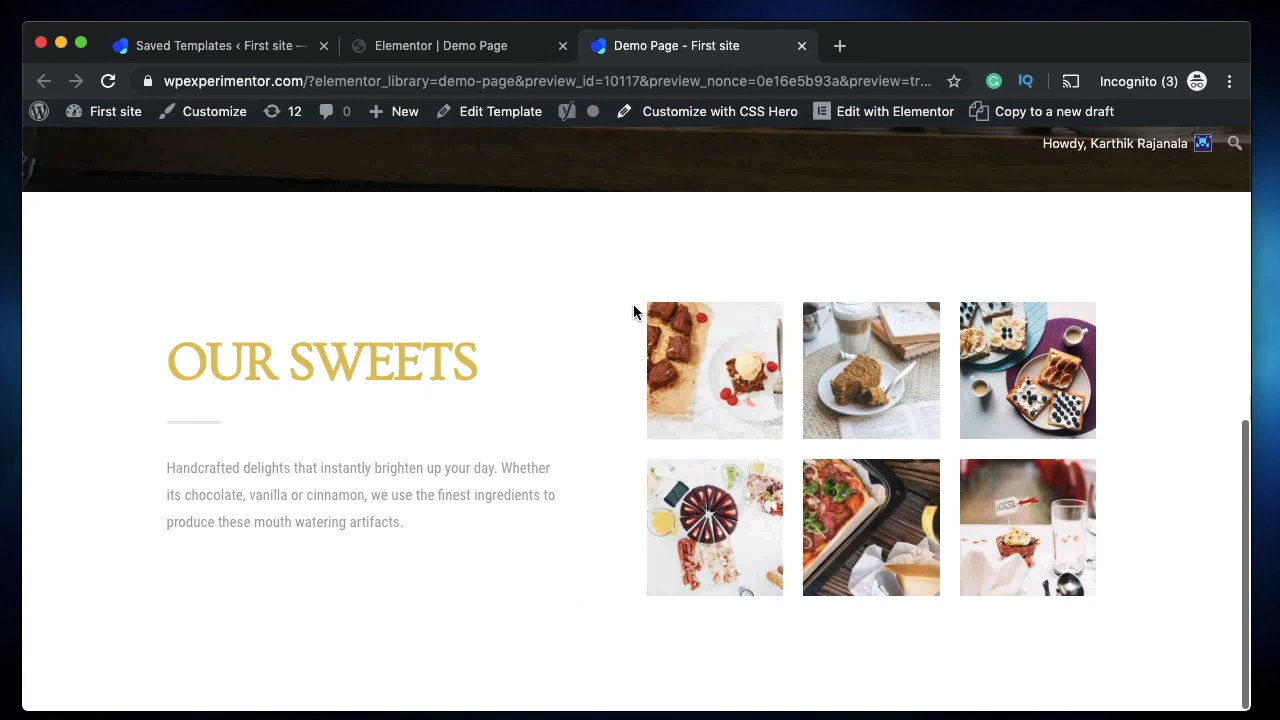 Saved Templates ‹ First site —
Elementor | Demo Page
Demo Page - First site
wpexperimentor.com/?elementor_library=demo-page&preview_id=10117&preview_nonce=0e16e5b93a&preview=tr...
IQ
Incognito (3)
First site
Customize
12
0
New
Edit Template
Customize with CSS Hero
Edit with Elementor
Copy to a new draft
Howdy, Karthik Rajanala
OUR SWEETS
Handcrafted delights that instantly brighten up your day. Whether
its chocolate, vanilla or cinnamon, we use the finest ingredients to
produce these mouth watering artifacts.